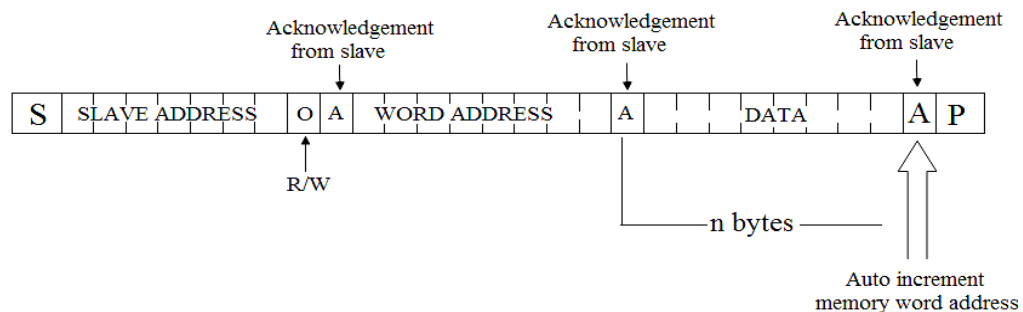 Acknowledgement
from slave
Acknowledgement
from slave
Acknowledgement
from slave
S SLAVE ADDRESS O A WORD ADDRESS A DATA A P
R/W
n bytes
Auto increment
memory word address